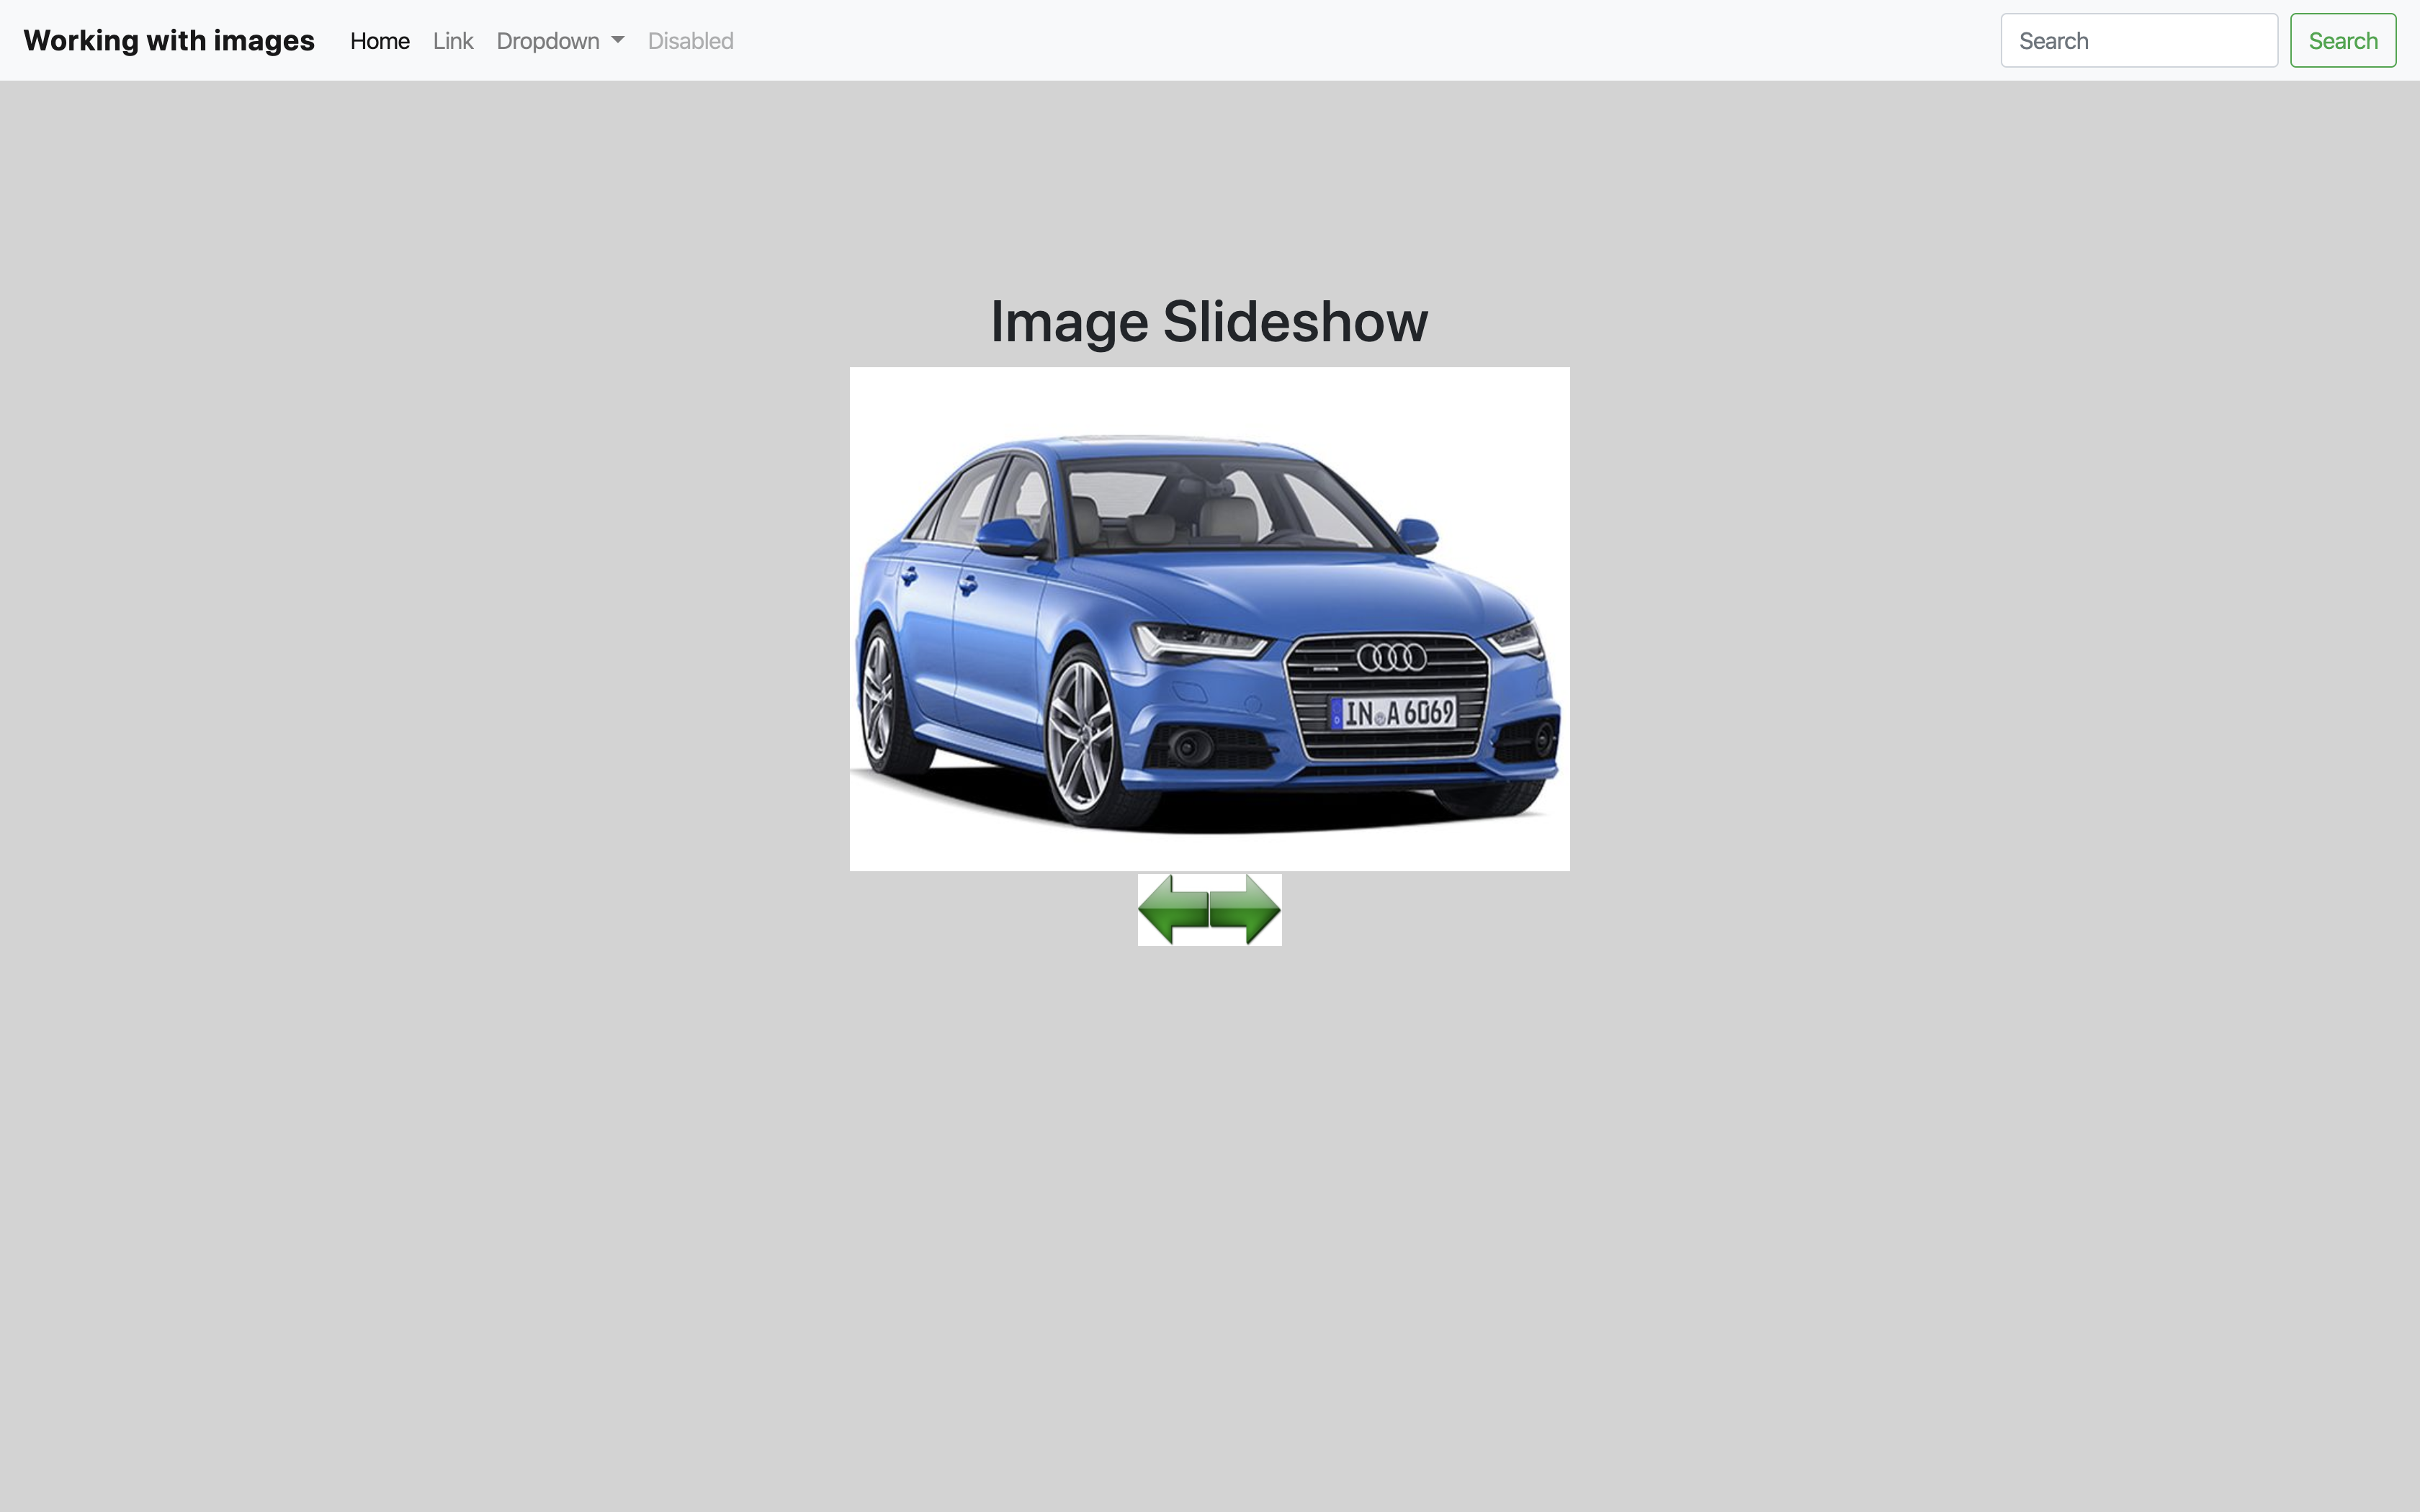 Working with images Home Link Dropdown Disabled Search Search
Image Slideshow
IN A 6069